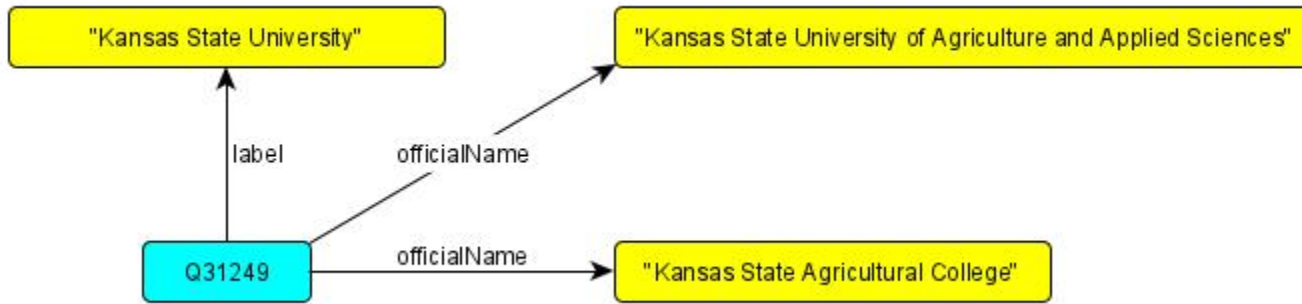 "Kansas State University"
"Kansas State University of Agriculture and Applied Sciences"
label
officialName
officialName
Q31249
"Kansas State Agricultural College"